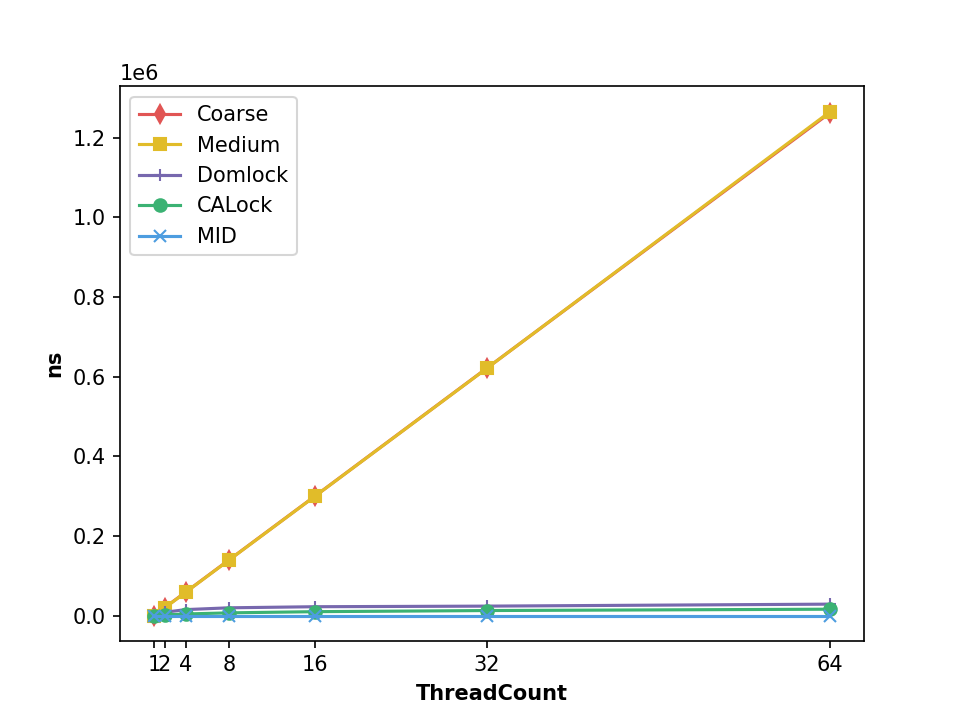 1e6
Coarse
Medium
Domlock
CALock
MID
1.2
1.0
0.8
0.6
0.4
0.2
0.0
ns
1 2 4 8 16 32 64
ThreadCount